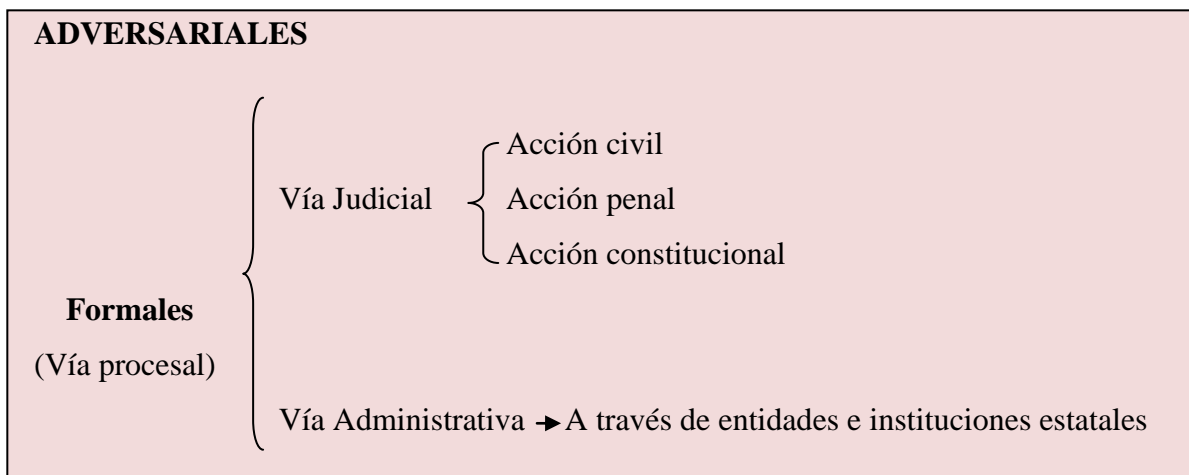 ADVERSARIALES
Acción civil
Vía Judicial
Acción penal
Acción constitucional
Formales
(Vía procesal)
Vía Administrativa → A través de entidades e instituciones estatales